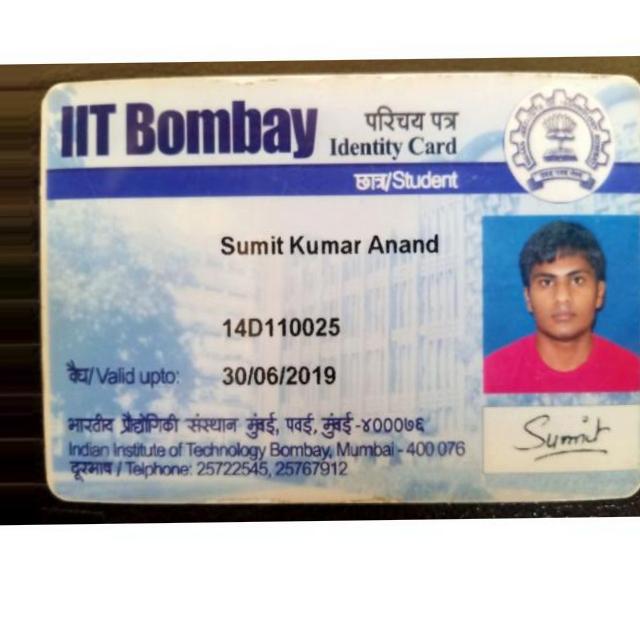 IIT Bombay
परिचय पत्र
Identity Card
छात्र/Student
Sumit Kumar Anand
14D110025
वैध/ Valid upto: 30/06/2019
भारतीय प्रौद्योगिकी संस्थान मुंबई, पवई, मुंबई -४०००७६
Indian Institute of Technology Bombay, Mumbai - 400 076
दूरभाष / Telphone: 25722545, 25767912
Sumit